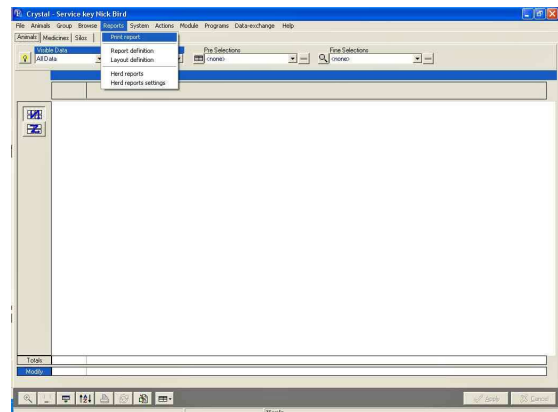 Crystal - Service key Nick Bird
File Animals Group Browse Reports System Actions Module Programs Data-exchange Help
Animals Medicines Silos
Print report
Report definition
Layout definition
Herd reports
Herd reports settings
Visible Data
All Data
Pre Selections
(none)
Fine Selections
(none)
Totals
Modify
Apply
Cancel